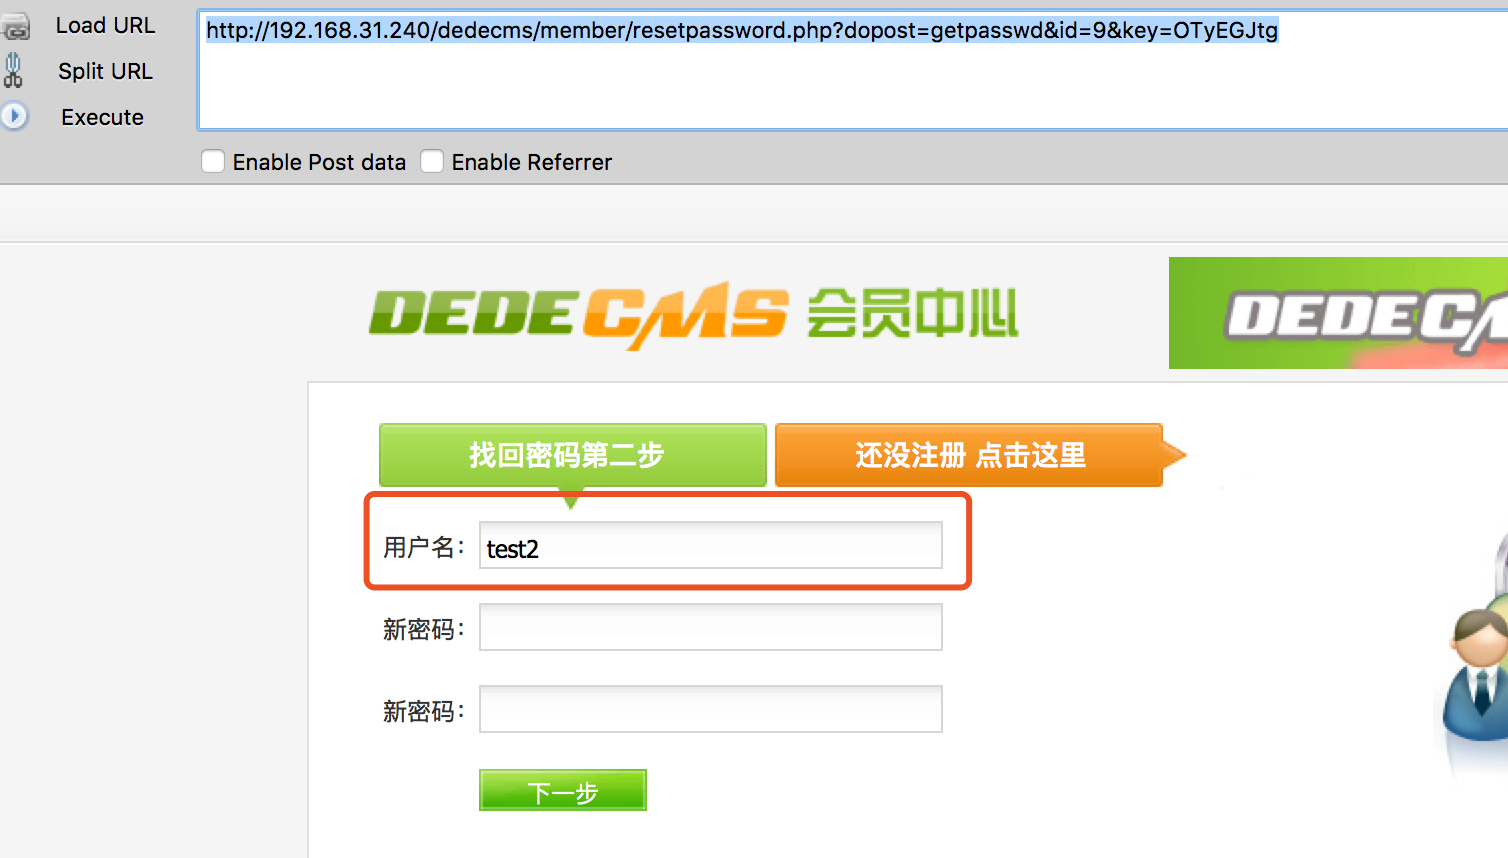 Load URL
http://192.168.31.240/dedecms/member/resetpassword.php?dopost=getpasswd&id=9&key=OTyEGJtg
Split URL
Execute
Enable Post data
Enable Referrer
DEDECMS 会员中心
找回密码第二步
还没注册 点击这里
用户名：
test2
新密码：
新密码：
下一步